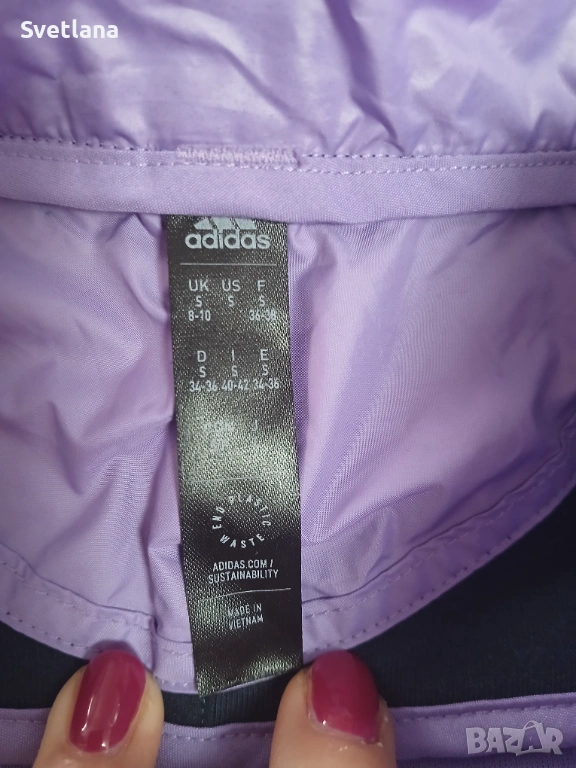 Svetlana
adidas
UK US F
S S S
8-10 36-38
D I E
S S S
34-36 40-42 34-36
END PLASTIC WASTE
ADIDAS.COM/
SUSTAINABILITY
MADE IN
VIETNAM
BAZAR